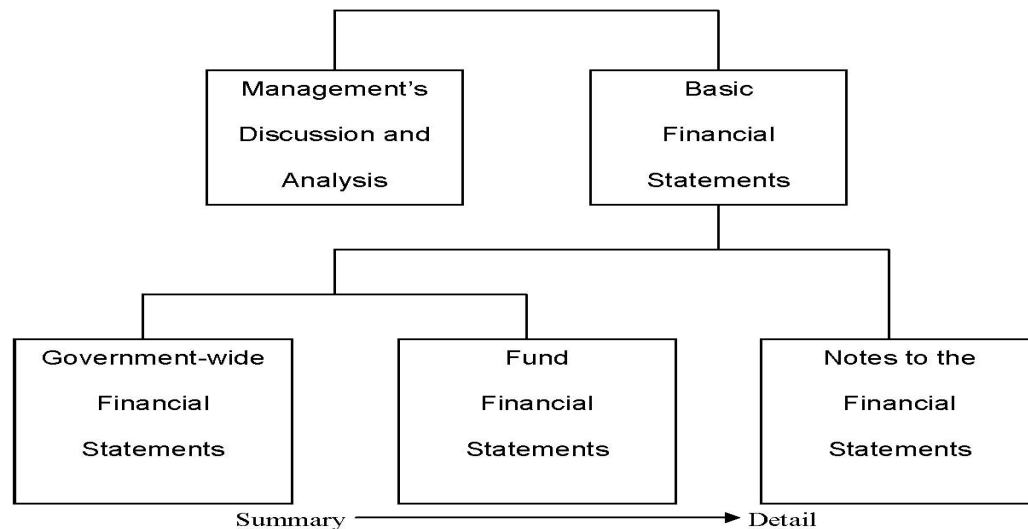 Management’s
Discussion and
Analysis
Basic
Financial
Statements
Government-wide
Financial
Statements
Fund
Financial
Statements
Notes to the
Financial
Statements
Summary
Detail